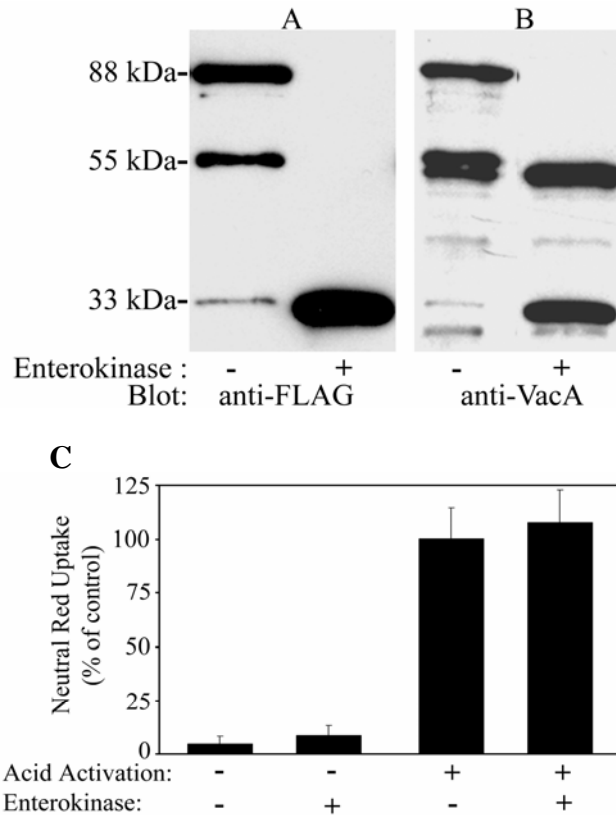 A B
88 kDa-
55 kDa-
33 kDa-
Enterokinase : - + - +
Blot: anti-FLAG anti-VacA
C
Neutral Red Uptake
(% of control)
125
100
75
50
25
0
Acid Activation: - - + +
Enterokinase: - + - +